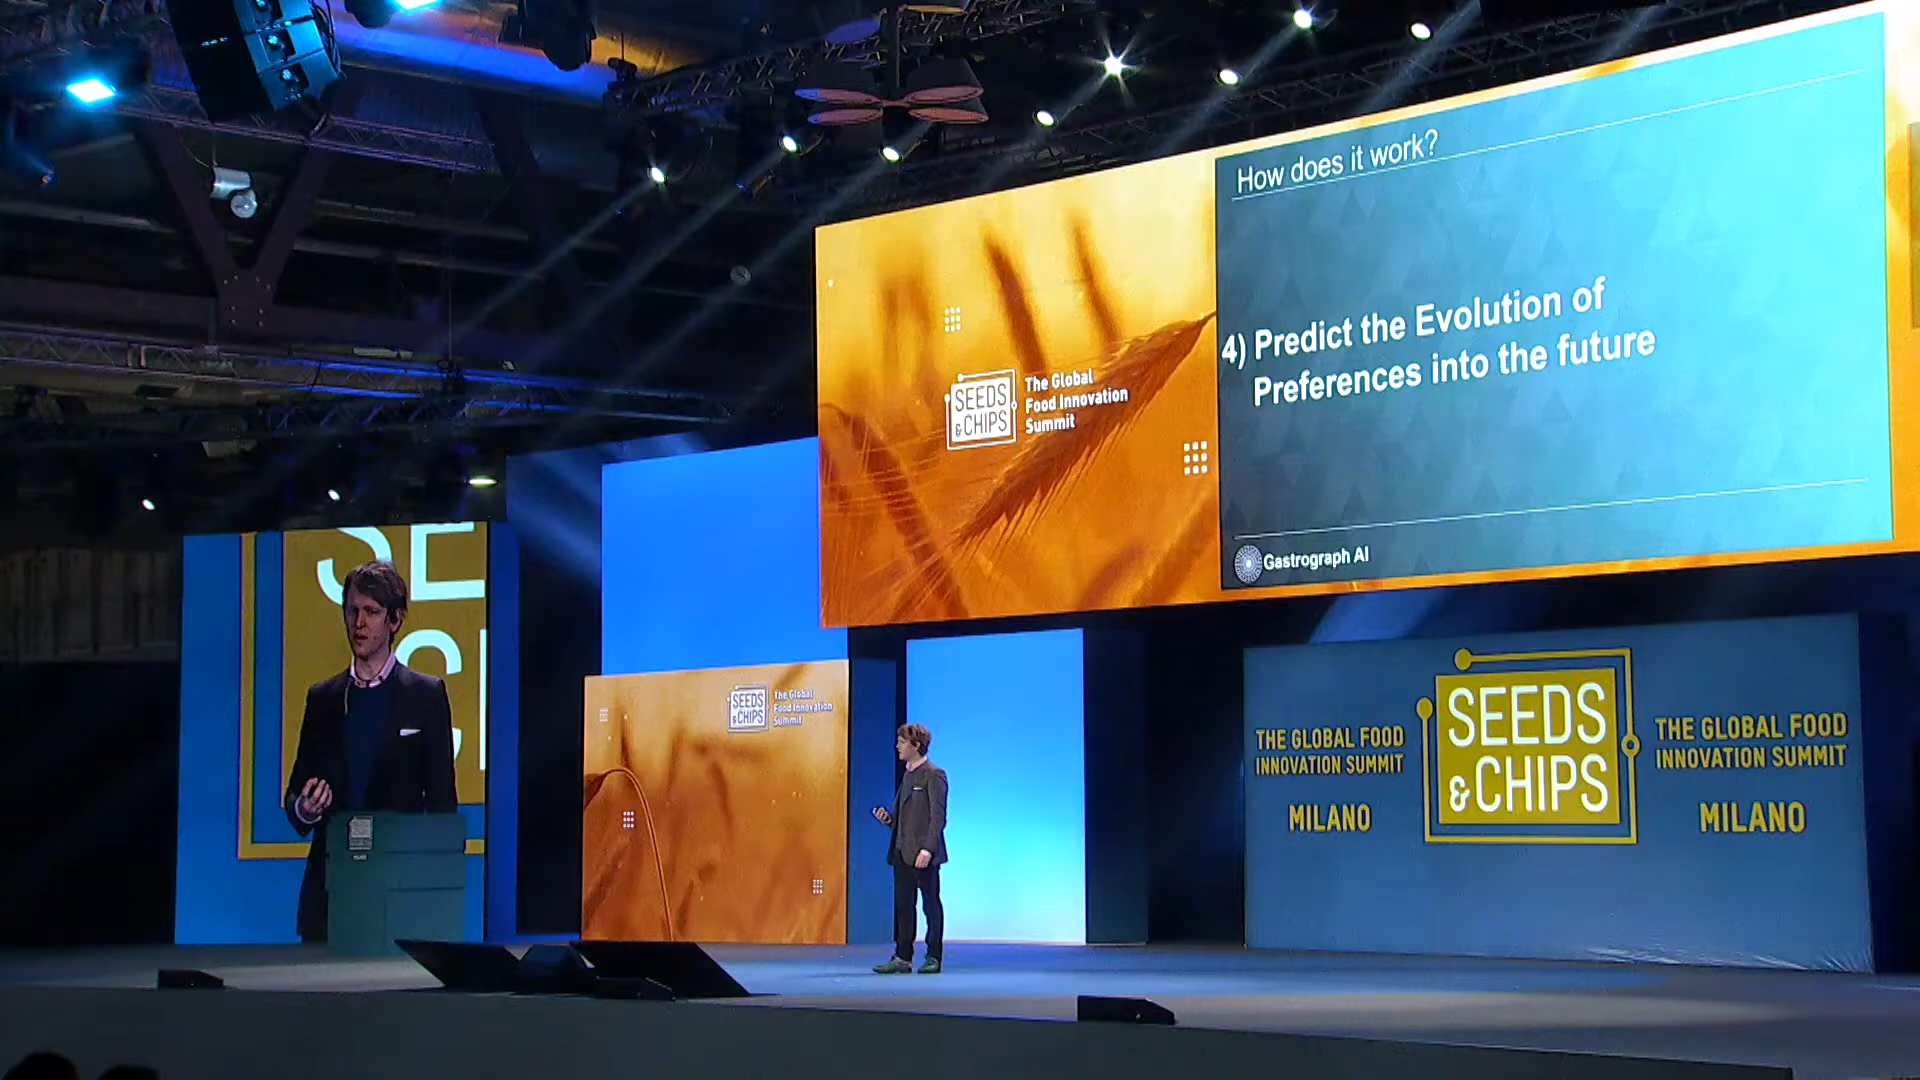 How does it work?
4) Predict the Evolution of
Preferences into the future
Gastrograph AI
SEEDS
& CHIPS
The Global
Food Innovation
Summit
SE
CI
SEEDS
& CHIPS
The Global
Food Innovation
Summit
THE GLOBAL FOOD
INNOVATION SUMMIT
MILANO
SEEDS
& CHIPS
THE GLOBAL FOOD
INNOVATION SUMMIT
MILANO